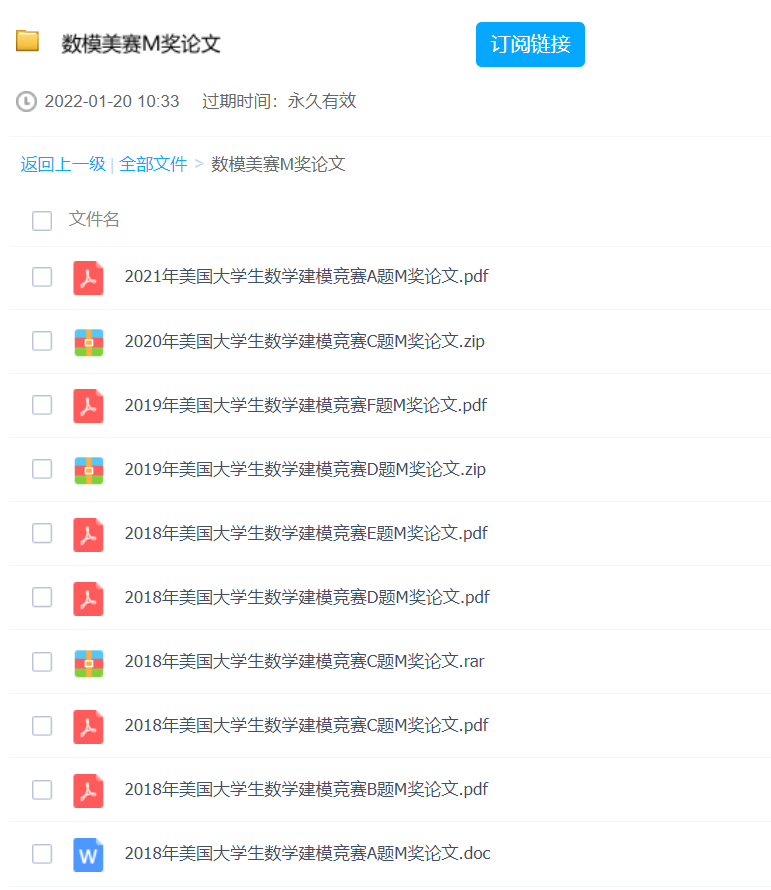 数模美赛M奖论文
订阅链接
2022-01-20 10:33 过期时间：永久有效
返回上一级 | 全部文件 > 数模美赛M奖论文
文件名
2021年美国大学生数学建模竞赛A题M奖论文.pdf
2020年美国大学生数学建模竞赛C题M奖论文.zip
2019年美国大学生数学建模竞赛F题M奖论文.pdf
2019年美国大学生数学建模竞赛D题M奖论文.zip
2018年美国大学生数学建模竞赛E题M奖论文.pdf
2018年美国大学生数学建模竞赛D题M奖论文.pdf
2018年美国大学生数学建模竞赛C题M奖论文.rar
2018年美国大学生数学建模竞赛C题M奖论文.pdf
2018年美国大学生数学建模竞赛B题M奖论文.pdf
W
2018年美国大学生数学建模竞赛A题M奖论文.doc